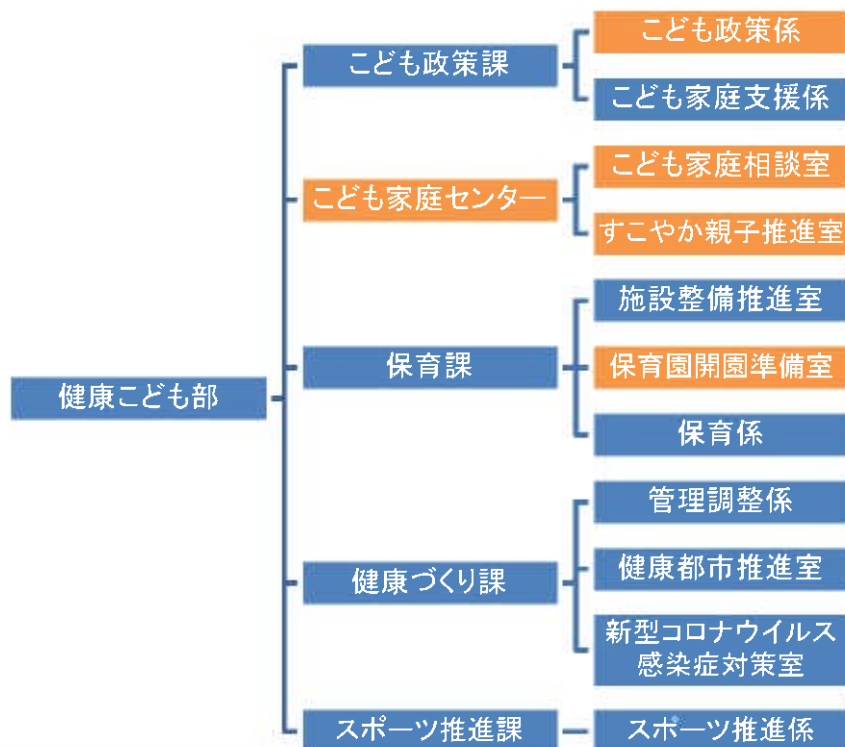 健康こども部
こども政策課
こども政策係
こども家庭支援係
こども家庭センター
こども家庭相談室
すこやか親子推進室
保育課
施設整備推進室
保育園開園準備室
保育係
健康づくり課
管理調整係
健康都市推進室
新型コロナウイルス
感染症対策室
スポーツ推進課
スポーツ推進係